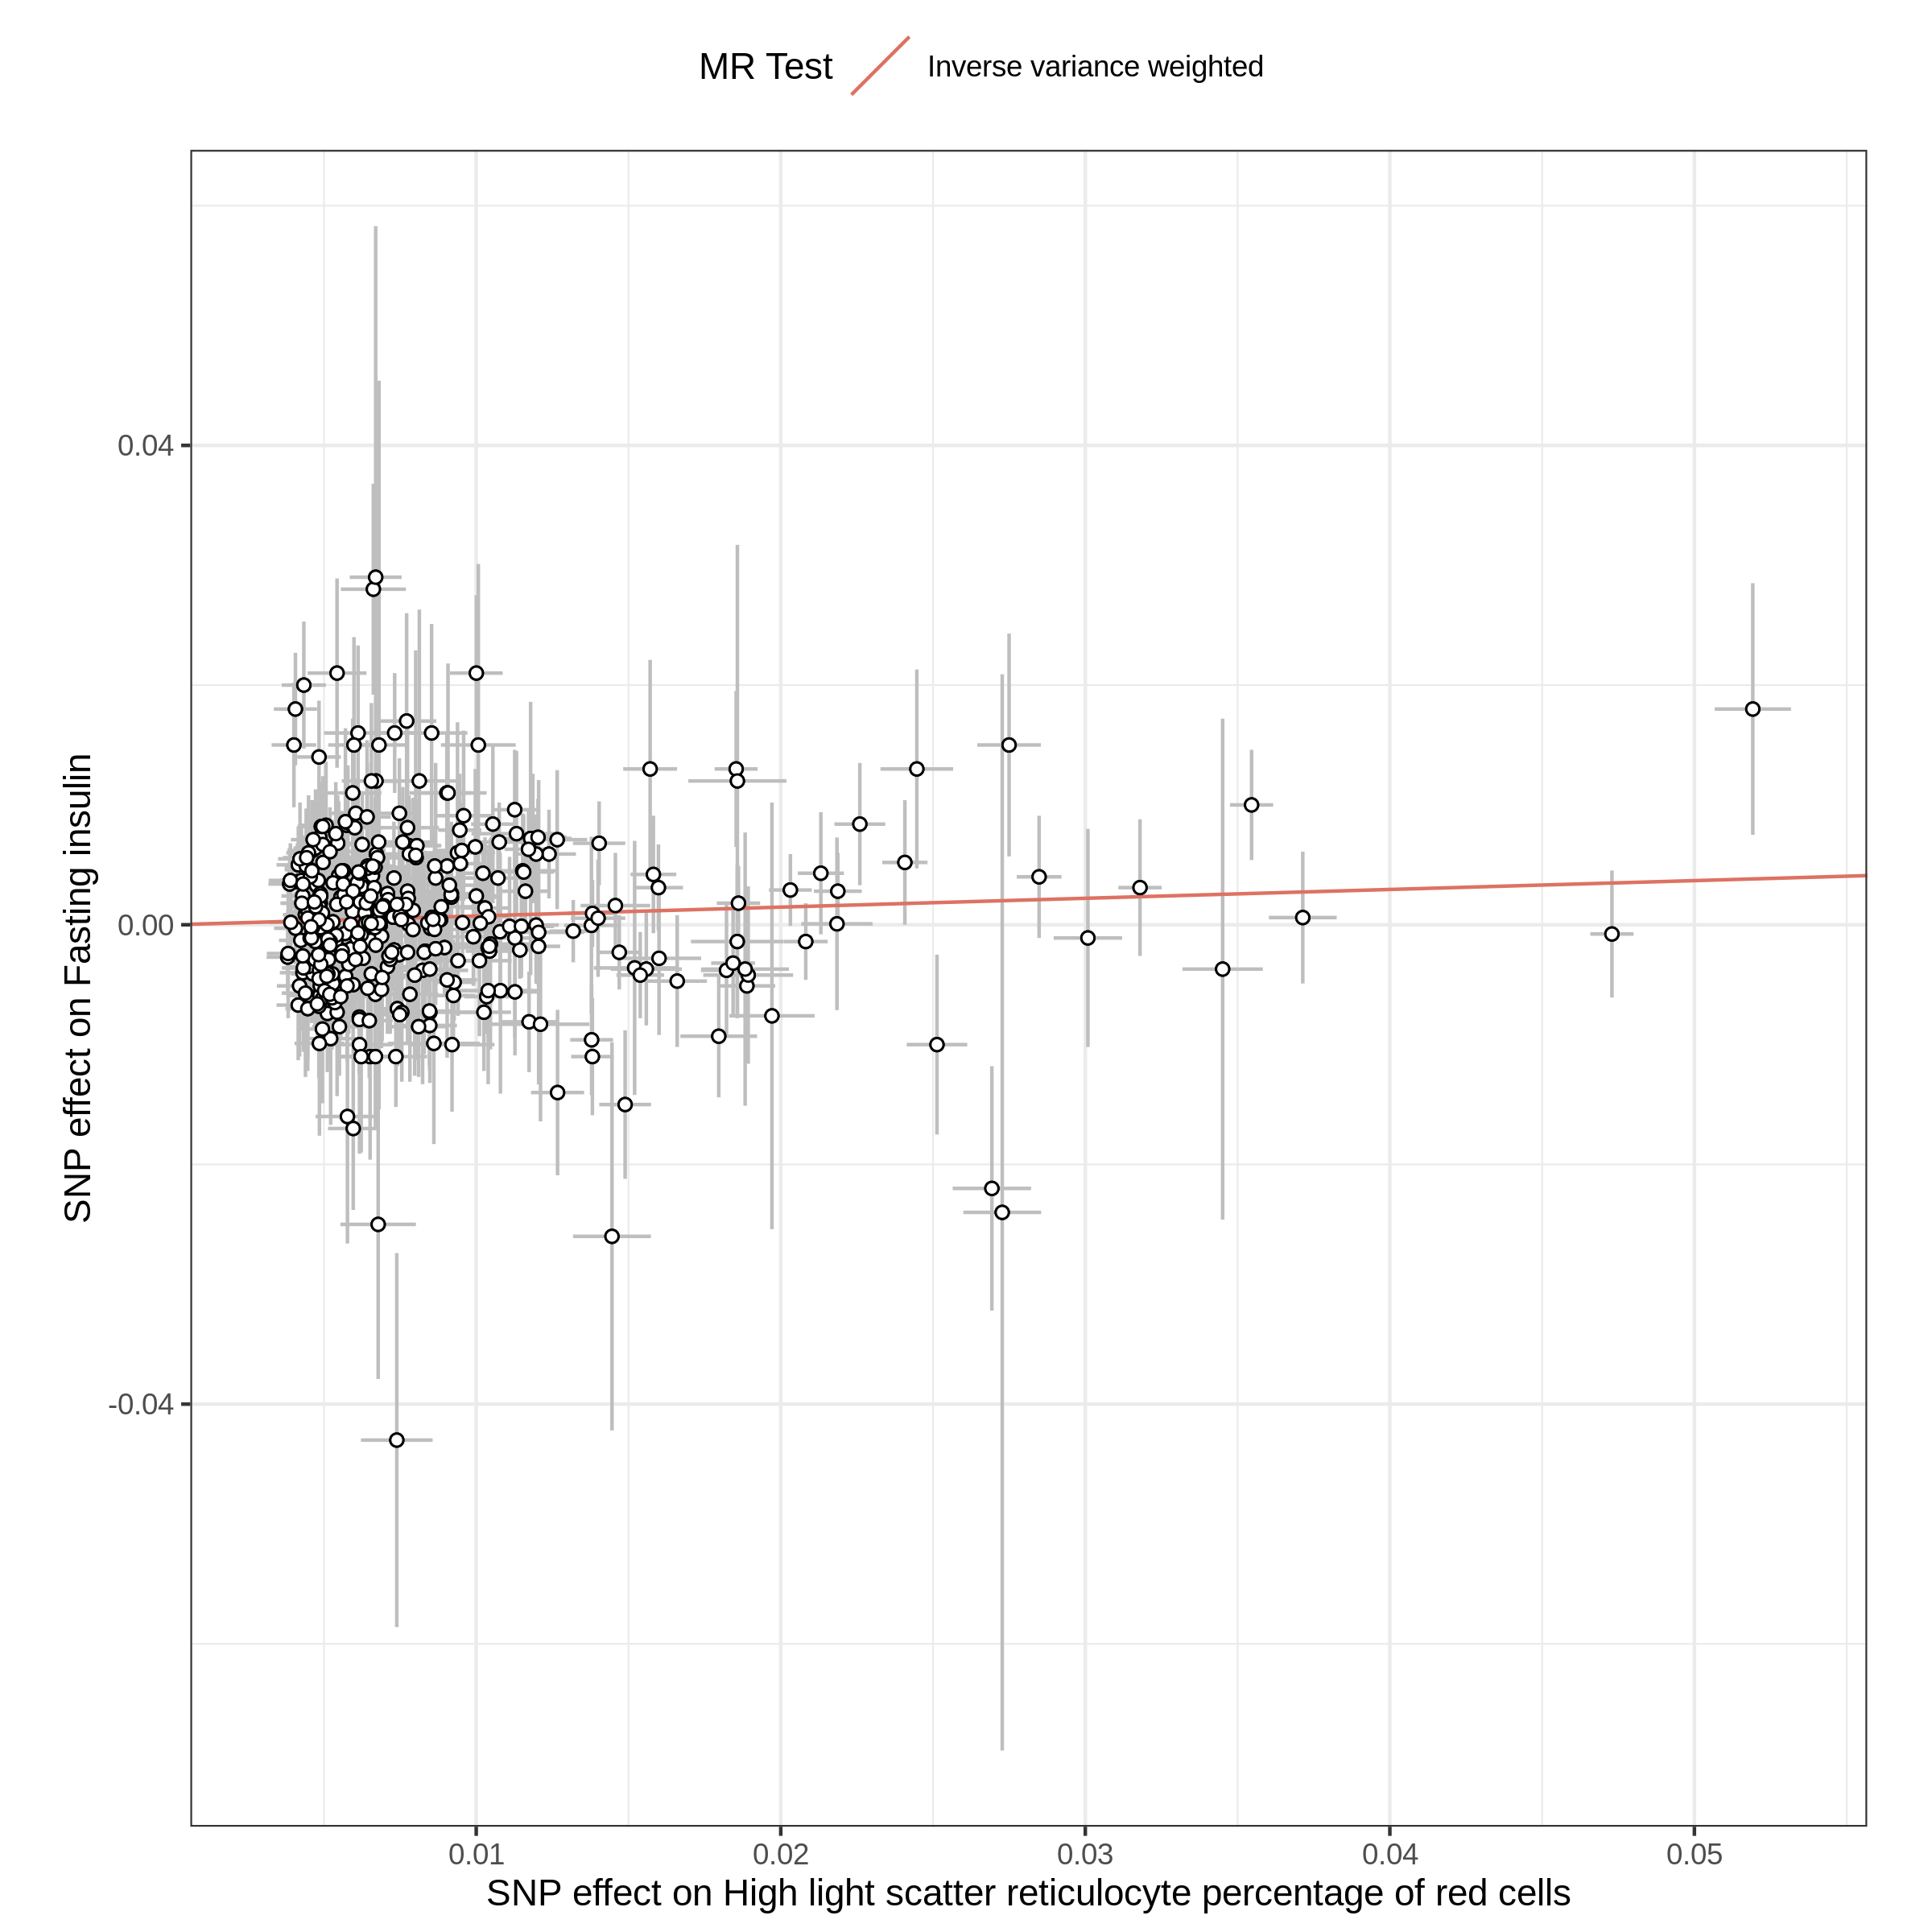 MR Test
Inverse variance weighted
0.04
0.00
-0.04
SNP effect on Fasting insulin
0.01 0.02 0.03 0.04 0.05
SNP effect on High light scatter reticulocyte percentage of red cells